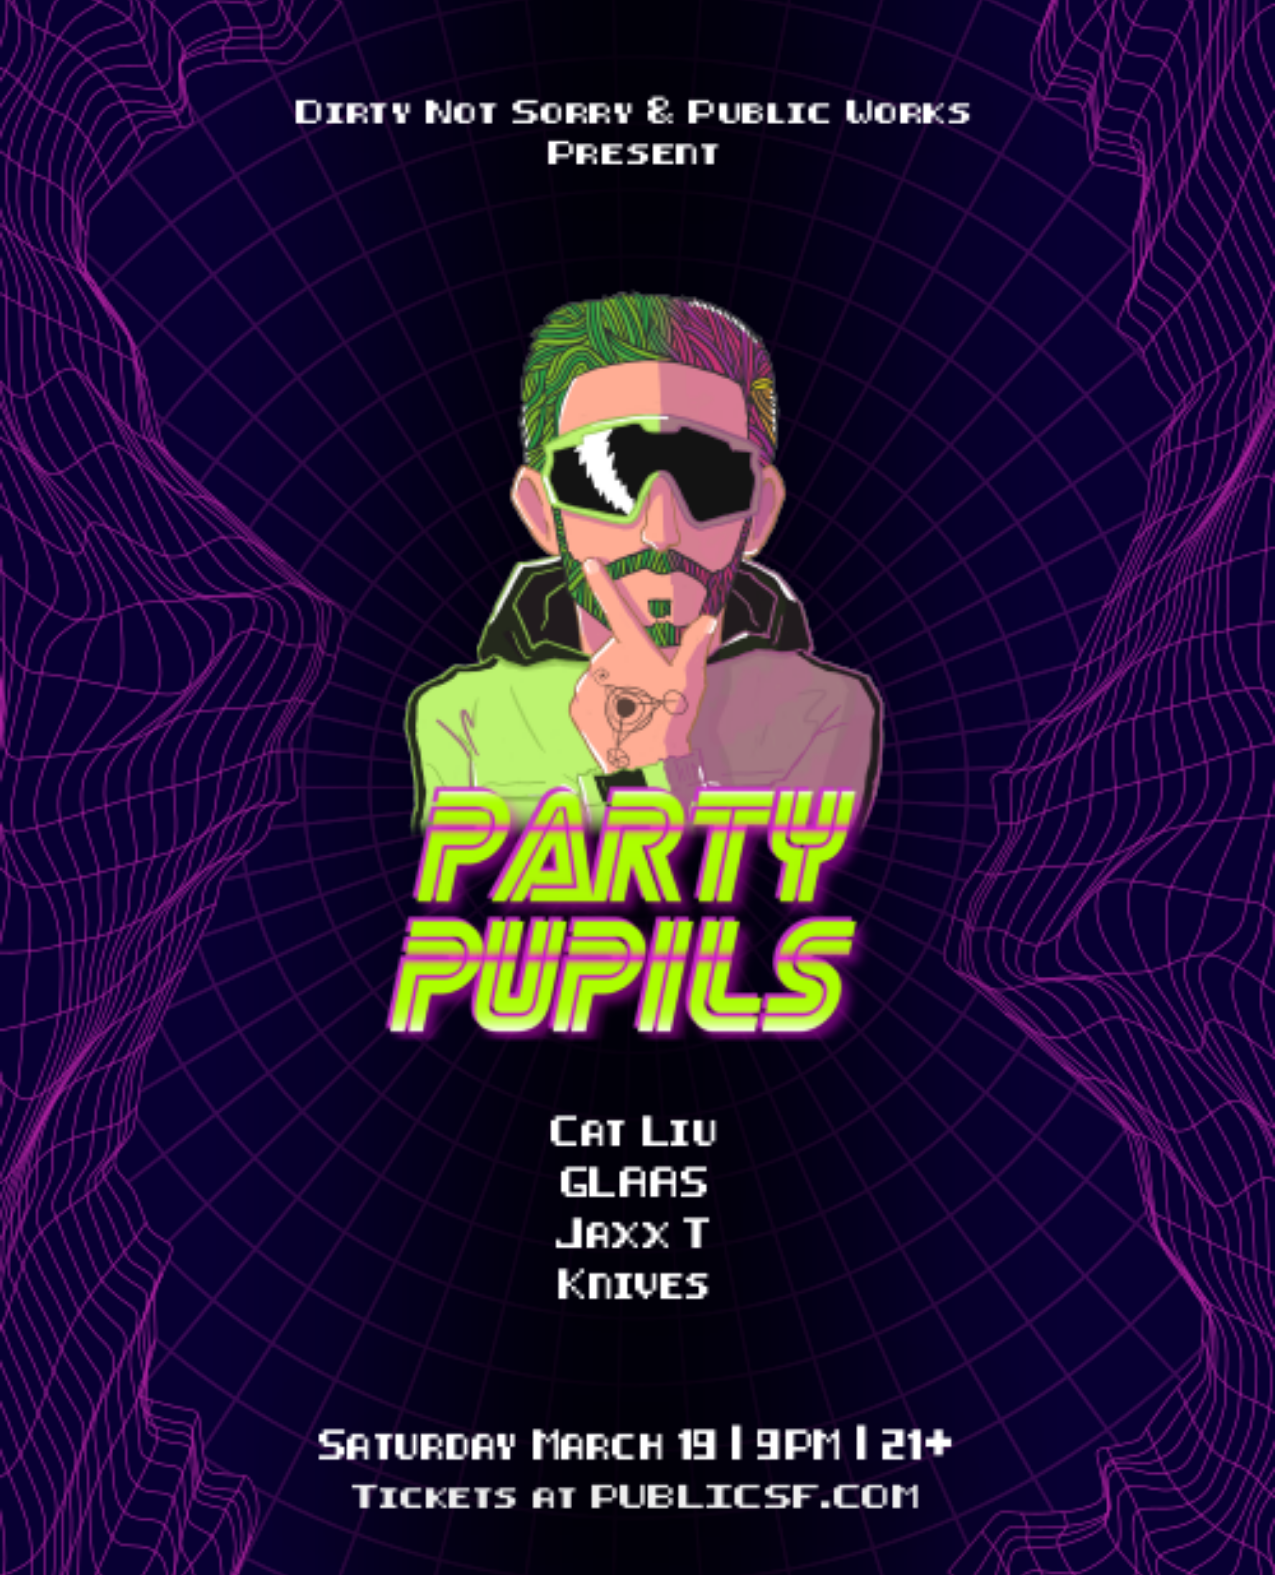 Dirty Not Sorry & Public Works
Present
PARTY
PUPILS
Cat Liu
GLAAS
Jaxx T
Knives
Saturday March 19 | 9PM | 21+
Tickets at PUBLICSF.COM